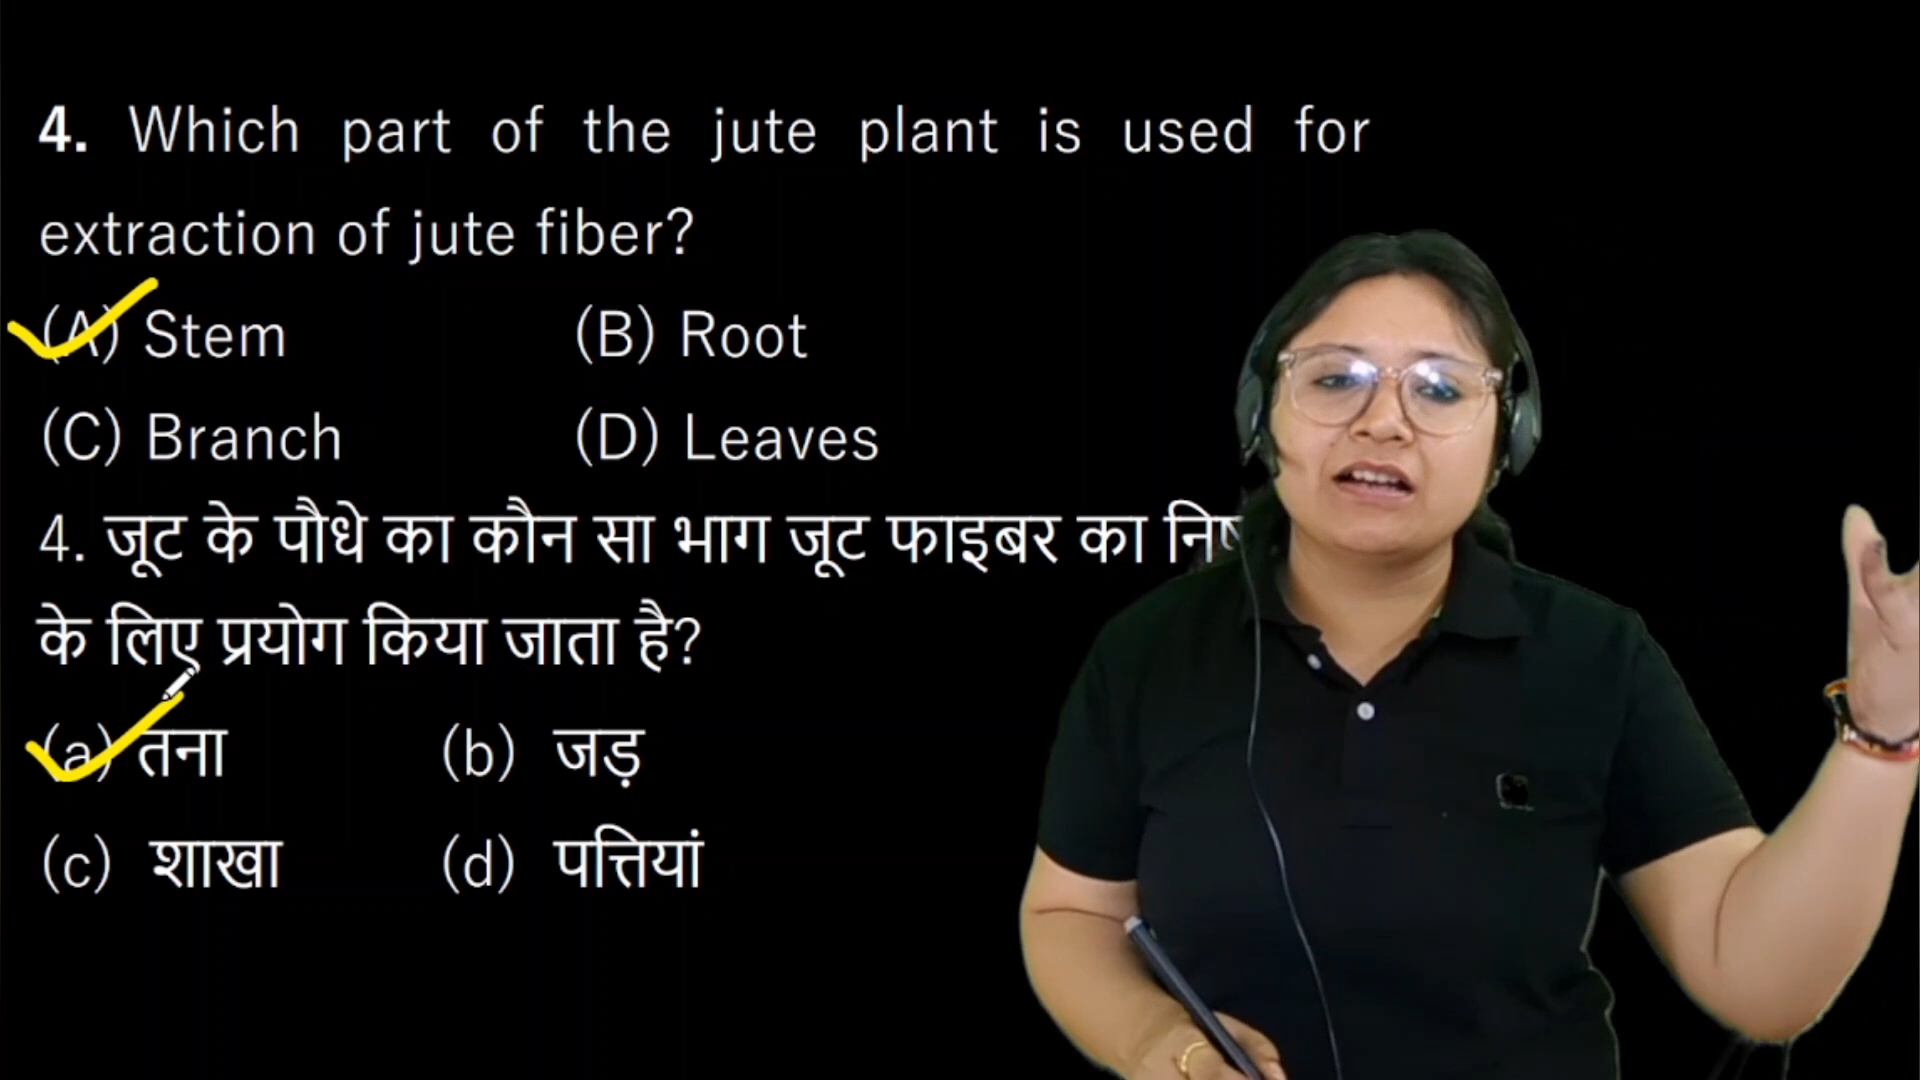 4. Which part of the jute plant is used for
extraction of jute fiber?
(A) Stem (B) Root
(C) Branch (D) Leaves
4. जूट के पौधे का कौन सा भाग जूट फाइबर का
के लिए प्रयोग किया जाता है?
(a) तना (b) जड़
(c) शाखा (d) पत्तियां